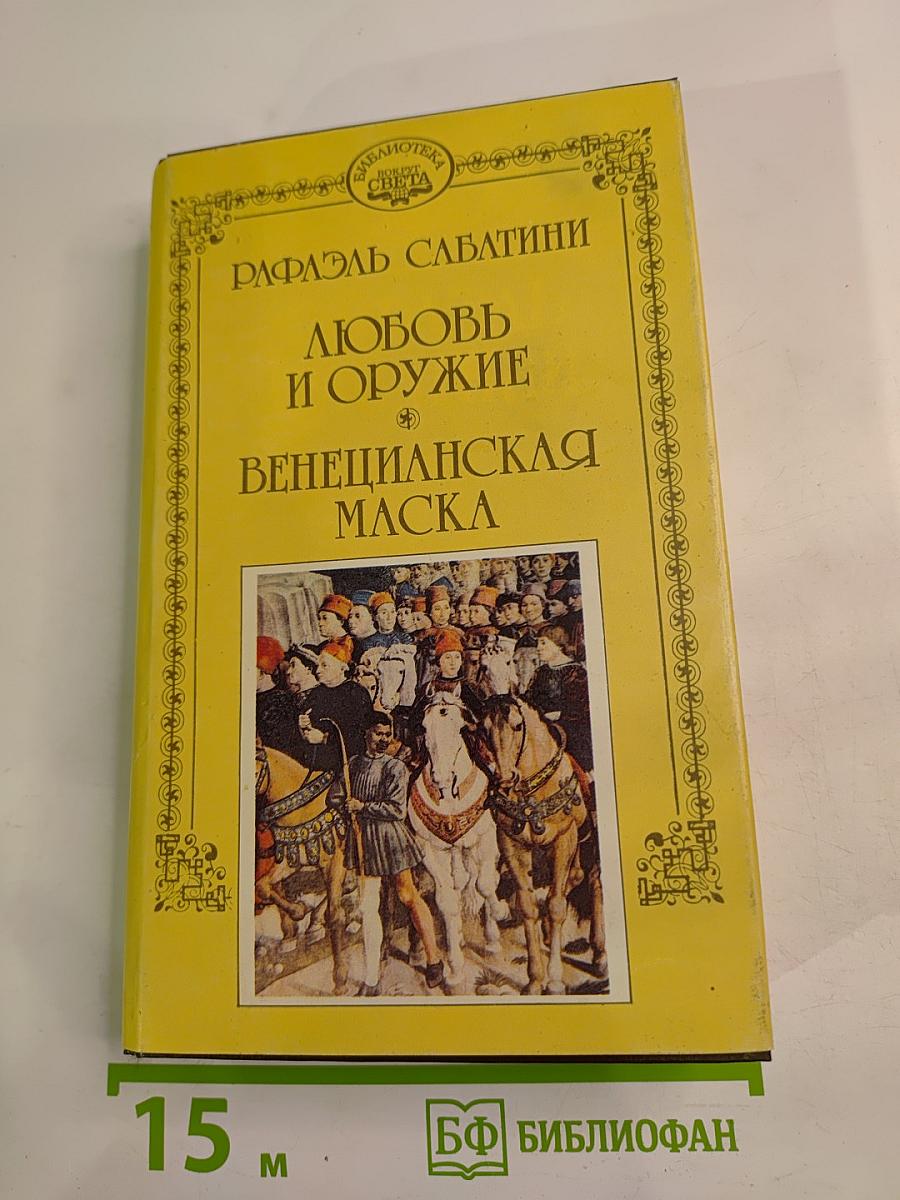 БИБЛИОТЕКА
ВОКРУГ
СВЕТА
РАФАЭЛЬ САБАТИНИ
ЛЮБОВЬ
И ОРУЖИЕ
ВЕНЕЦИАНСКАЯ
МАСКА
15 м
БФ БИБЛИОФАН